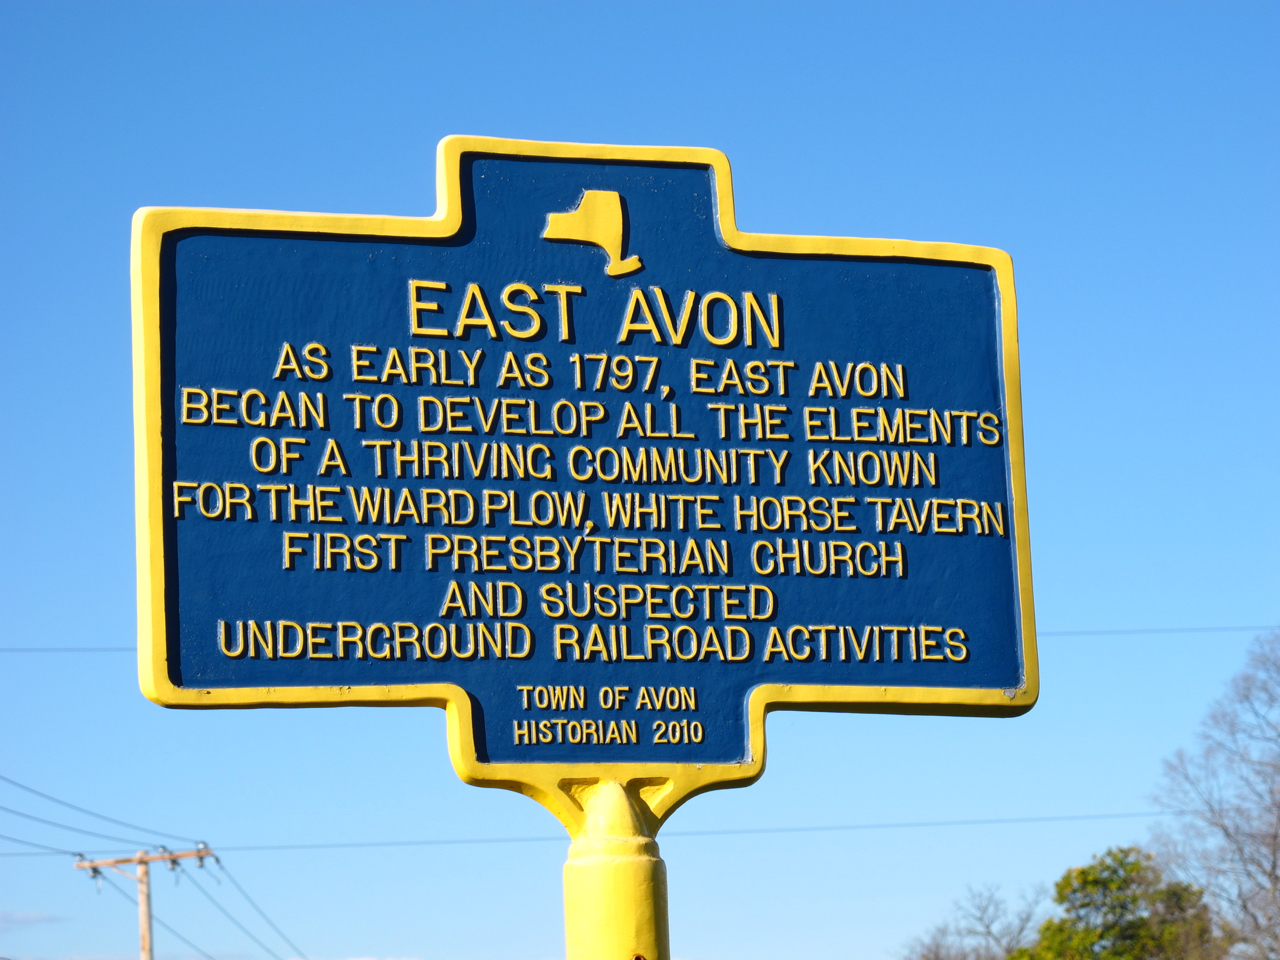 EAST AVON
AS EARLY AS 1797, EAST AVON
BEGAN TO DEVELOP ALL THE ELEMENTS
OF A THRIVING COMMUNITY KNOWN
FOR THE WIARD PLOW, WHITE HORSE TAVERN
FIRST PRESBYTERIAN CHURCH
AND SUSPECTED
UNDERGROUND RAILROAD ACTIVITIES
TOWN OF AVON
HISTORIAN 2010